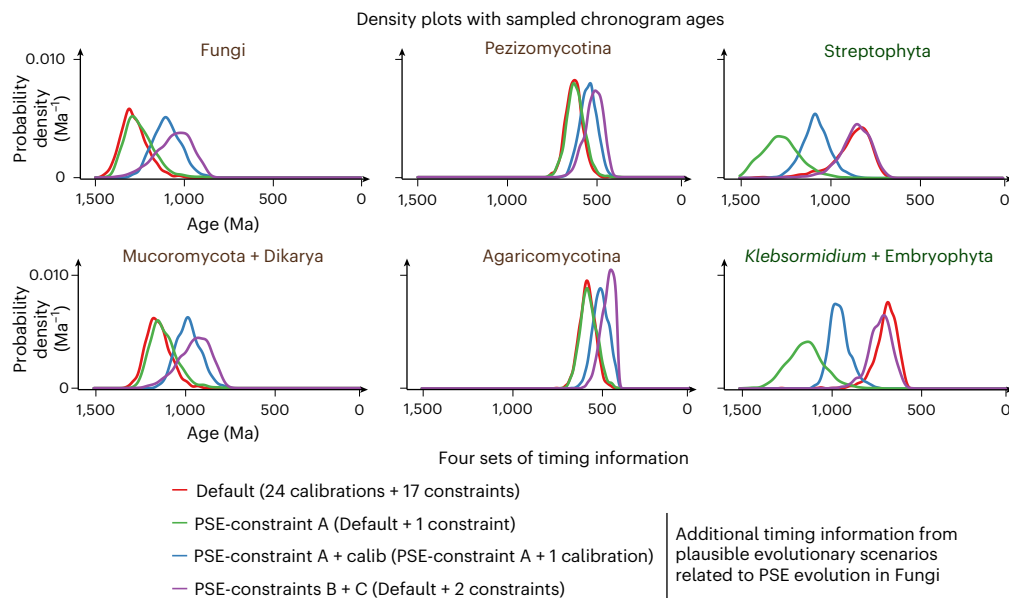 Density plots with sampled chronogram ages
Fungi
Pezizomycotina
Streptophyta
Probability
density
(Ma⁻¹)
0.010
0
1,500
1,000
500
0
1,500
1,000
500
0
1,500
1,000
500
0
Age (Ma)
Mucoromycota + Dikarya
Agaricomycotina
Klebsormidium + Embryophyta
Probability
density
(Ma⁻¹)
0.010
0
1,500
1,000
500
0
1,500
1,000
500
0
1,500
1,000
500
0
Age (Ma)
Four sets of timing information
Default (24 calibrations + 17 constraints)
PSE-constraint A (Default + 1 constraint)
PSE-constraint A + calib (PSE-constraint A + 1 calibration)
PSE-constraints B + C (Default + 2 constraints)
Additional timing information from
plausible evolutionary scenarios
related to PSE evolution in Fungi